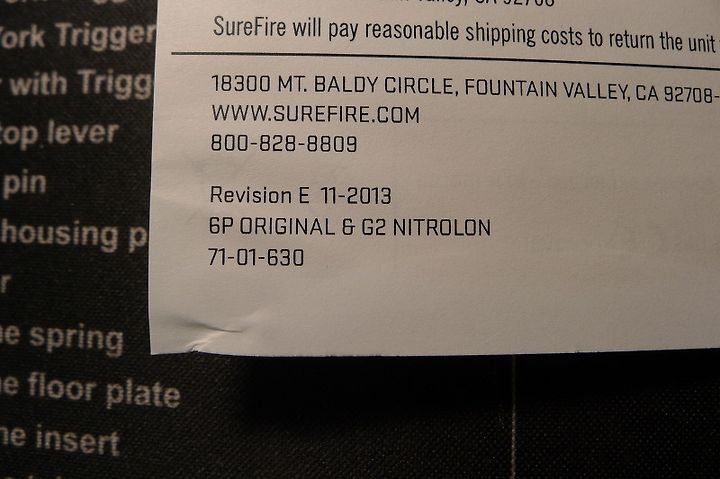 SureFire will pay reasonable shipping costs to return the unit
18300 MT. BALDY CIRCLE, FOUNTAIN VALLEY, CA 92708-
WWW.SUREFIRE.COM
800-828-8809
Revision E 11-2013
6P ORIGINAL & G2 NITROLON
71-01-630
York Trigger
with Trigg
top lever
pin
housing p
r
e spring
e floor plate
ne insert